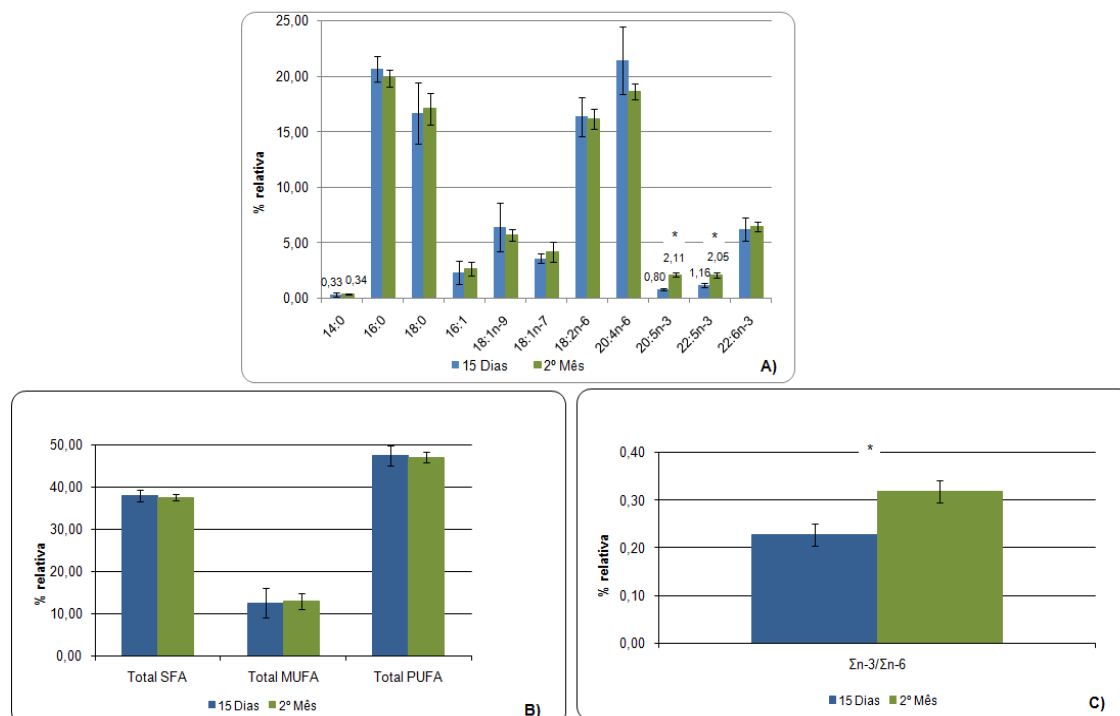 25,00
20,00
15,00
10,00
5,00
0,00
% relativa
0,33
0,34
*
*
0,80
2,11
1,16
2,05
14:0
16:0
18:0
16:1
18:1n-9
18:1n-7
18:2n-6
20:4n-6
20:5n-3
22:5n-3
22:6n-3
15 Dias
2º Mês
A)
50,00
40,00
30,00
20,00
10,00
0,00
% relativa
Total SFA
Total MUFA
Total PUFA
15 Dias
2º Mês
B)
0,40
0,30
0,20
0,10
0,00
% relativa
*
Σn-3/Σn-6
15 Dias
2º Mês
C)